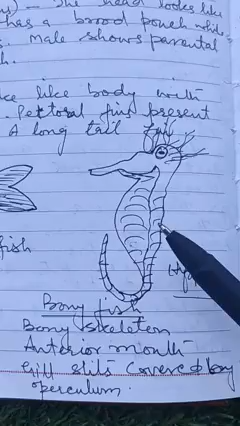 The head looks like
has a brood pouch while
Male shows parental
like body with
Pectoral fins present
A long tail
fish
Bony fish
Bony skeleton
Anterior mouth
Gill slits covered by
operculum.